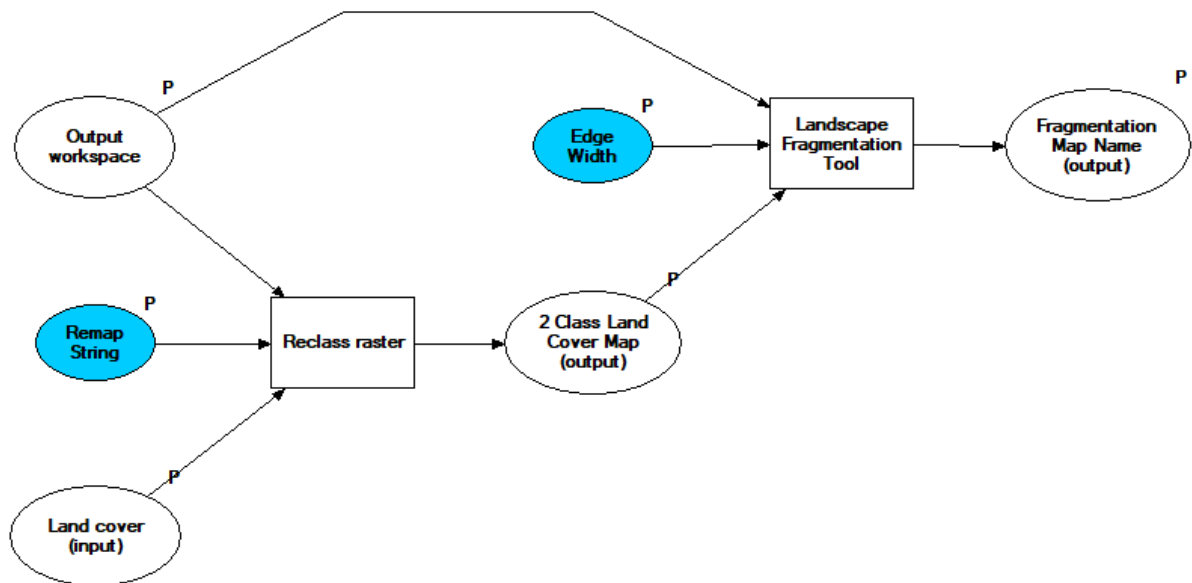 P
P
P
Output
workspace
Edge
Width
Landscape
Fragmentation
Tool
Fragmentation
Map Name
(output)
P
P
Remap
String
Reclass raster
2 Class Land
Cover Map
(output)
P
Land cover
(input)